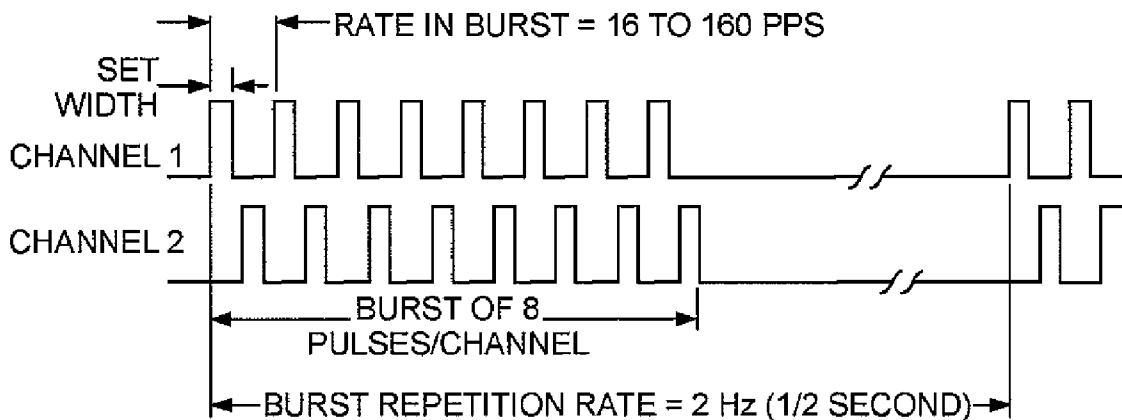 RATE IN BURST = 16 TO 160 PPS
SET
WIDTH
CHANNEL 1
CHANNEL 2
BURST OF 8
PULSES/CHANNEL
BURST REPETITION RATE = 2 Hz (1/2 SECOND)